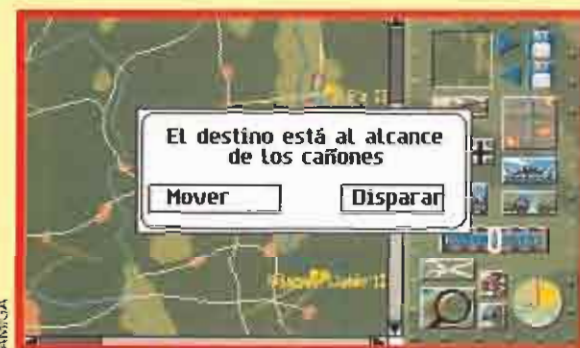 El destino está al alcance
de los cañones
Mover
Disparar
AMIGA